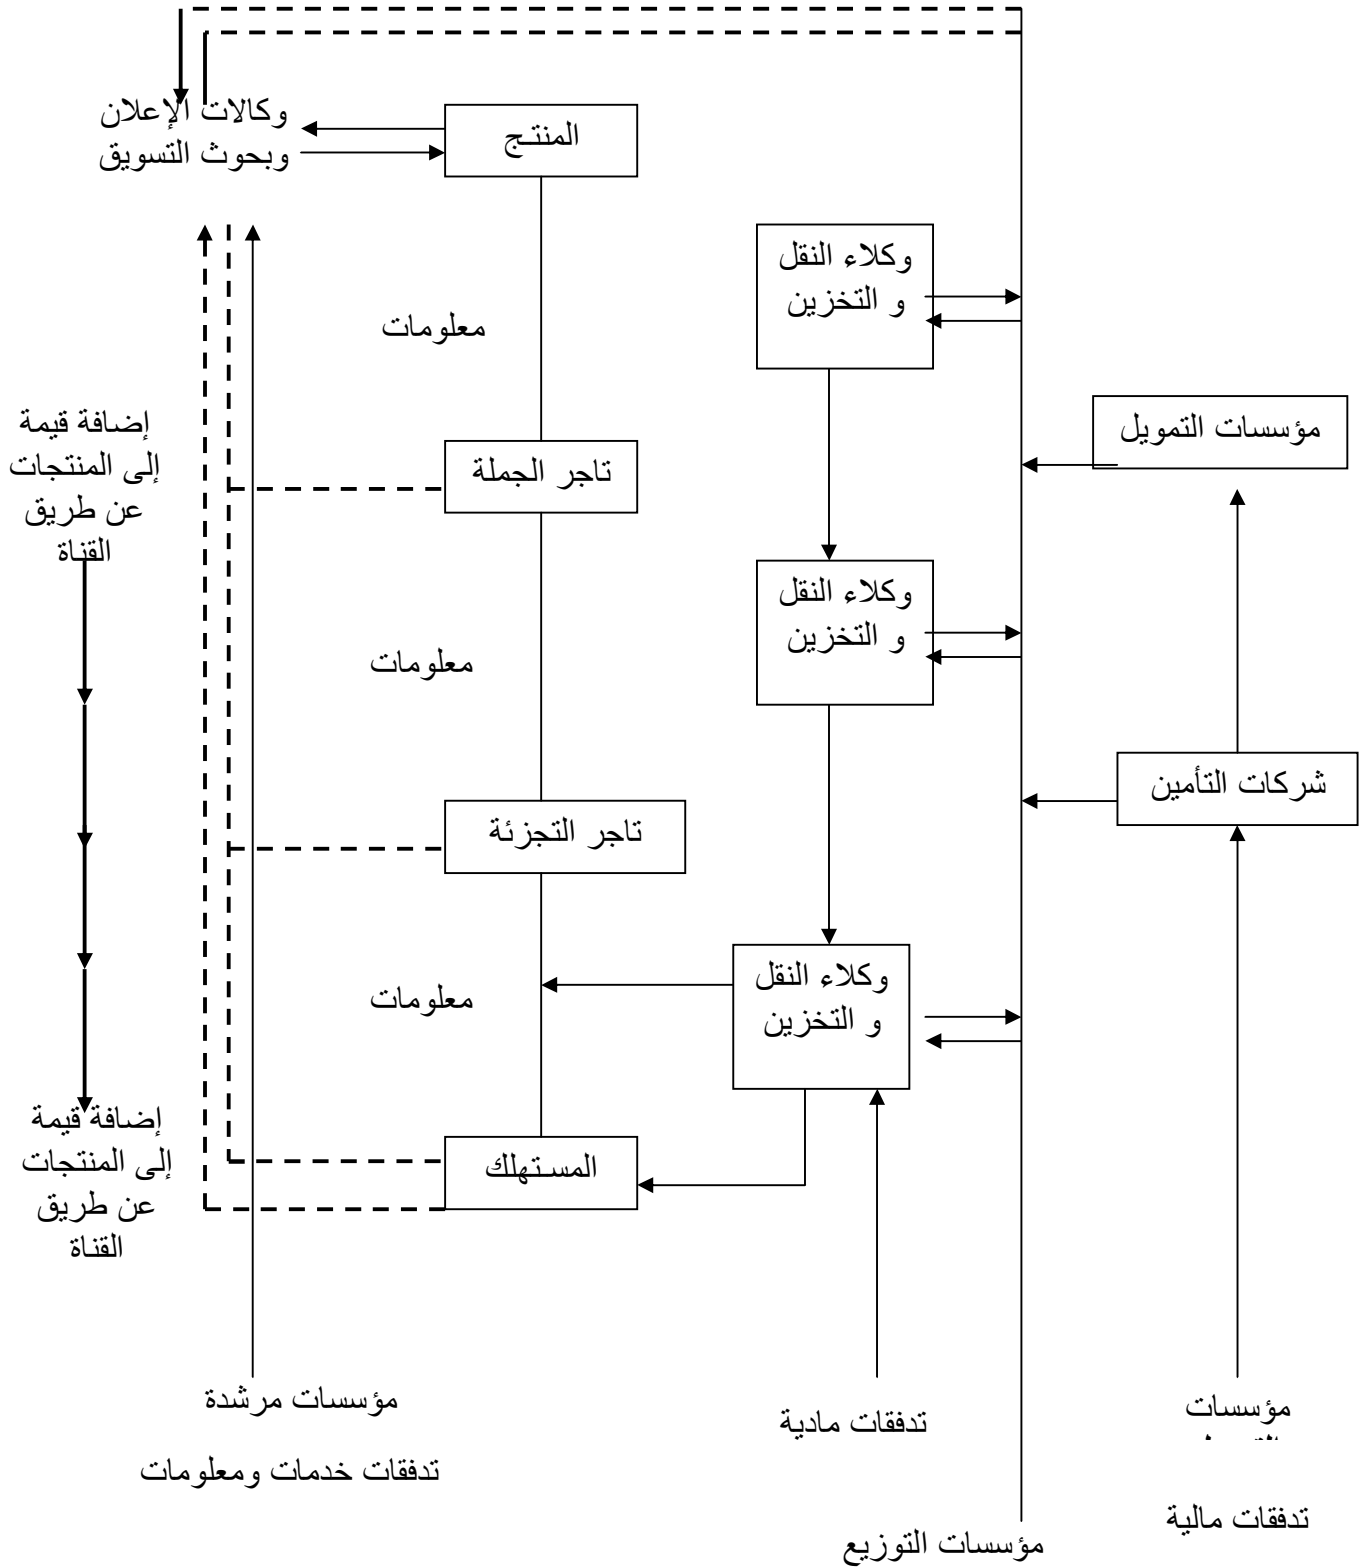 وكالات الإعلان
وبحوث التسويق
المنتج
وكلاء النقل
و التخزين
معلومات
مؤسسات التمويل
إضافة قيمة
إلى المنتجات
عن طريق
القناة
تاجر الجملة
وكلاء النقل
و التخزين
معلومات
شركات التأمين
تاجر التجزئة
وكلاء النقل
و التخزين
معلومات
إضافة قيمة
إلى المنتجات
عن طريق
القناة
المستهلك
مؤسسات مرشدة
تدفقات مادية
مؤسسات
تدفقات خدمات ومعلومات
تدفقات مالية
مؤسسات التوزيع